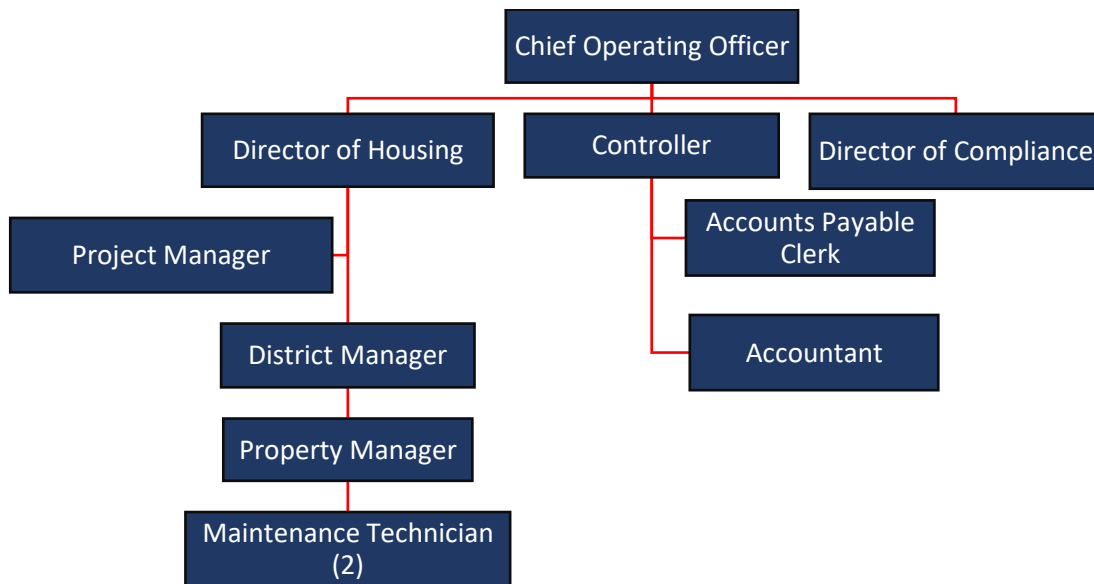 Chief Operating Officer
Director of Housing
Controller
Director of Compliance
Project Manager
Accounts Payable
Clerk
District Manager
Accountant
Property Manager
Maintenance Technician
(2)